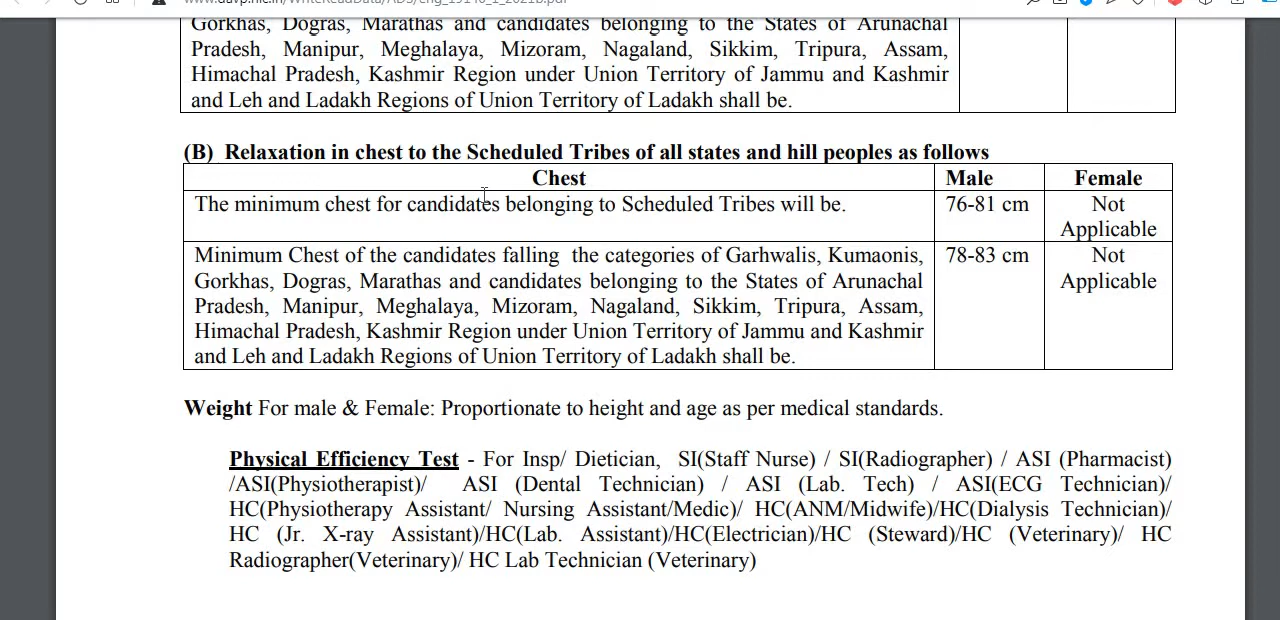 www.davp.nic.in/WriteReadData/ADS/eng_19140_1_2021b.pdf
Gorkhas, Dogras, Marathas and candidates belonging to the States of Arunachal
Pradesh, Manipur, Meghalaya, Mizoram, Nagaland, Sikkim, Tripura, Assam,
Himachal Pradesh, Kashmir Region under Union Territory of Jammu and Kashmir
and Leh and Ladakh Regions of Union Territory of Ladakh shall be.
(B) Relaxation in chest to the Scheduled Tribes of all states and hill peoples as follows
Chest Male Female
The minimum chest for candidates belonging to Scheduled Tribes will be. 76-81 cm Not
Applicable
Minimum Chest of the candidates falling the categories of Garhwalis, Kumaonis, 78-83 cm Not
Gorkhas, Dogras, Marathas and candidates belonging to the States of Arunachal Applicable
Pradesh, Manipur, Meghalaya, Mizoram, Nagaland, Sikkim, Tripura, Assam,
Himachal Pradesh, Kashmir Region under Union Territory of Jammu and Kashmir
and Leh and Ladakh Regions of Union Territory of Ladakh shall be.
Weight For male & Female: Proportionate to height and age as per medical standards.
Physical Efficiency Test - For Insp/ Dietician, SI(Staff Nurse) / SI(Radiographer) / ASI (Pharmacist)
/ASI(Physiotherapist)/ ASI (Dental Technician) / ASI (Lab. Tech) / ASI(ECG Technician)/
HC(Physiotherapy Assistant/ Nursing Assistant/Medic)/ HC(ANM/Midwife)/HC(Dialysis Technician)/
HC (Jr. X-ray Assistant)/HC(Lab. Assistant)/HC(Electrician)/HC (Steward)/HC (Veterinary)/ HC
Radiographer(Veterinary)/ HC Lab Technician (Veterinary)